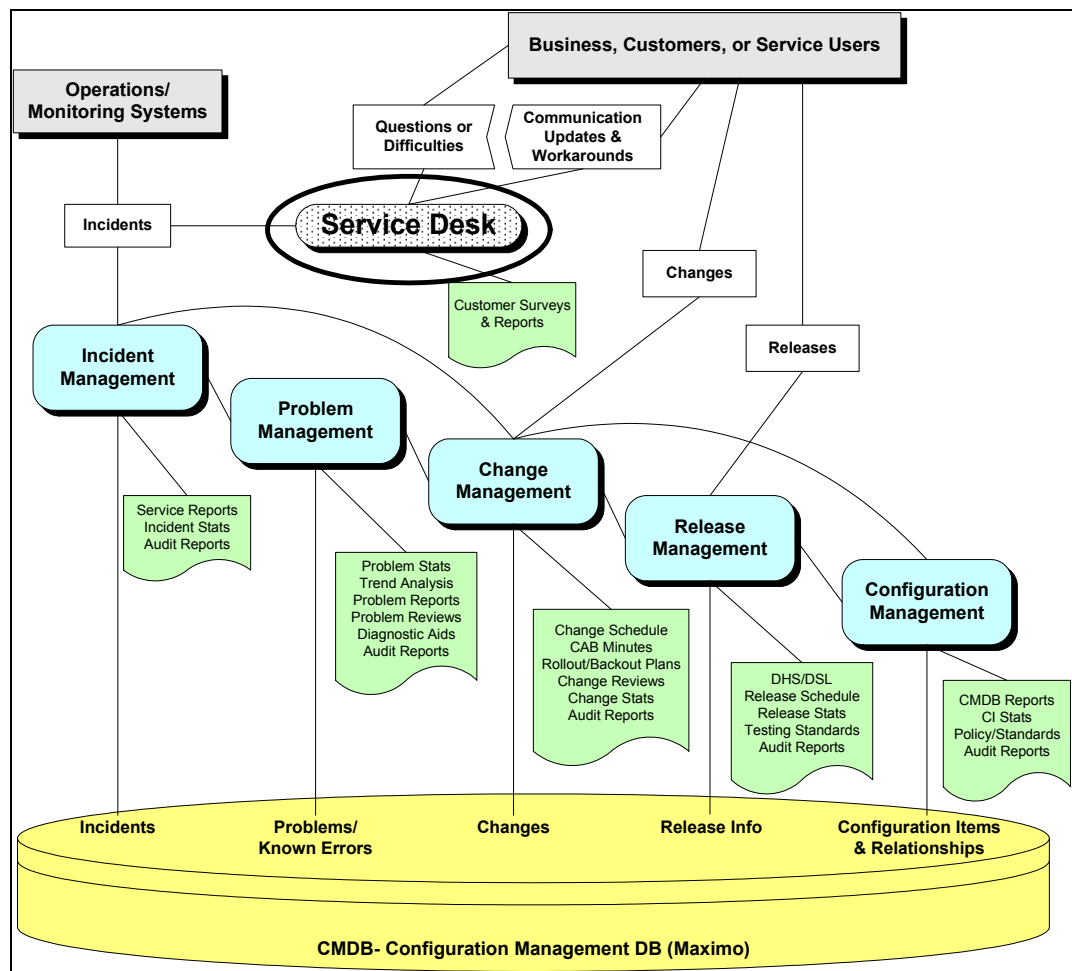 Business, Customers, or Service Users
Operations/
Monitoring Systems
Questions or
Difficulties
Communication
Updates &
Workarounds
Service Desk
Incidents
Changes
Customer Surveys
& Reports
Releases
Incident
Management
Problem
Management
Change
Management
Release
Management
Configuration
Management
Service Reports
Incident Stats
Audit Reports
Problem Stats
Trend Analysis
Problem Reports
Problem Reviews
Diagnostic Aids
Audit Reports
Change Schedule
CAB Minutes
Rollout/Backout Plans
Change Reviews
Change Stats
Audit Reports
DHS/DSL
Release Schedule
Release Stats
Testing Standards
Audit Reports
CMDB Reports
CI Stats
Policy/Standards
Audit Reports
Incidents
Problems/
Known Errors
Changes
Release Info
Configuration Items
& Relationships
CMDB- Configuration Management DB (Maximo)